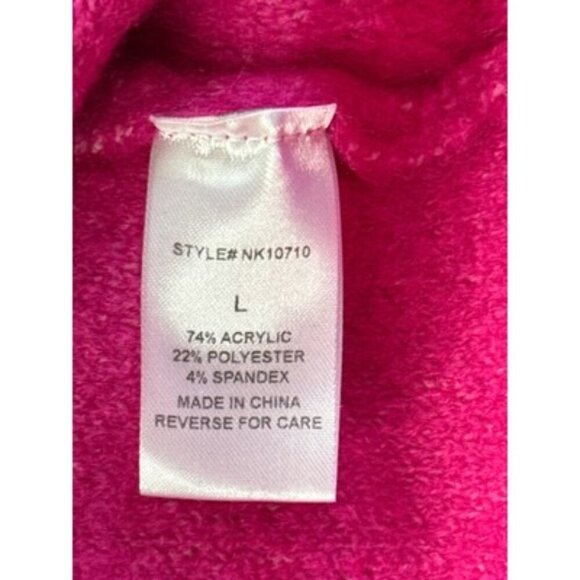 STYLE# NK10710
L
74% ACRYLIC
22% POLYESTER
4% SPANDEX
MADE IN CHINA
REVERSE FOR CARE